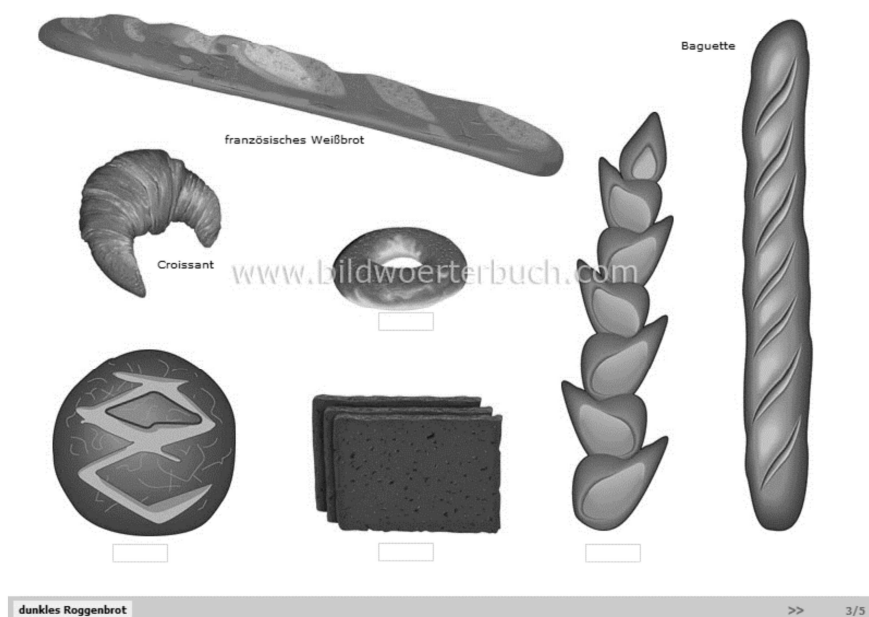 Baguette
französisches Weißbrot
Croissant
www.bildwoerterbuch.com
dunkles Roggenbrot
>>
3/5